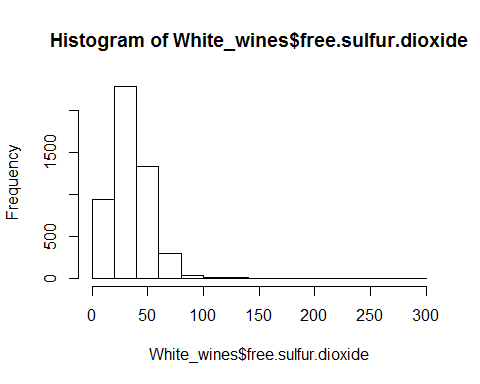 Histogram of White_wines$free.sulfur.dioxide
Frequency
1500
500
0
0 50 100 150 200 250 300
White_wines$free.sulfur.dioxide